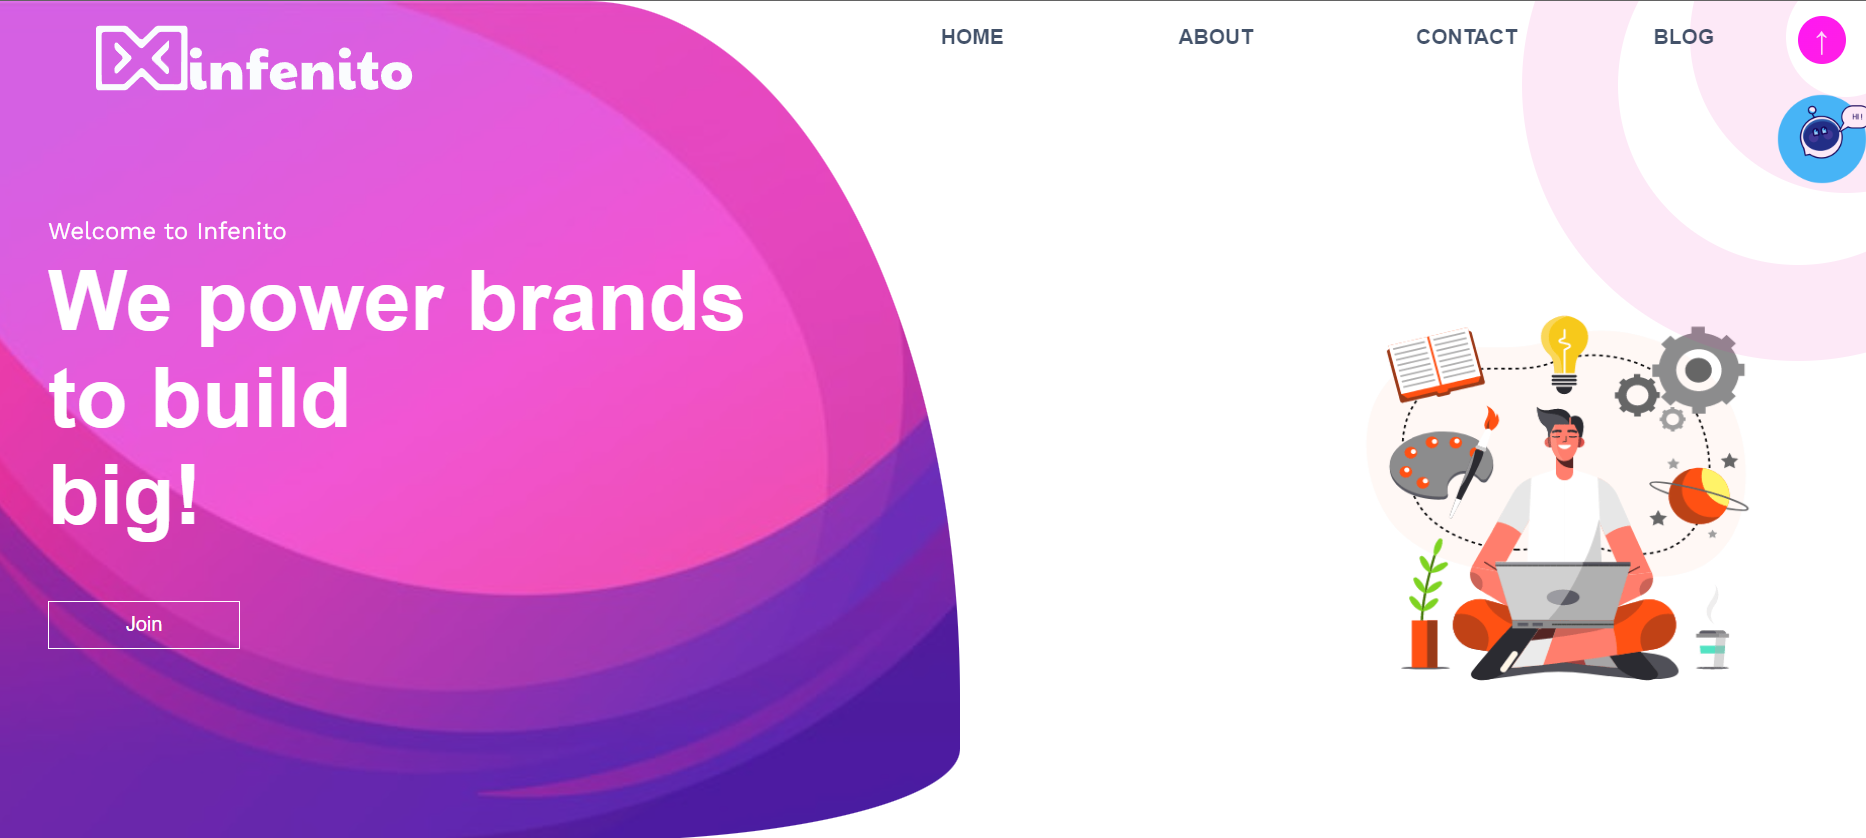 infenito
HOME ABOUT CONTACT BLOG
HI !
Welcome to Infenito
We power brands
to build
big!
Join